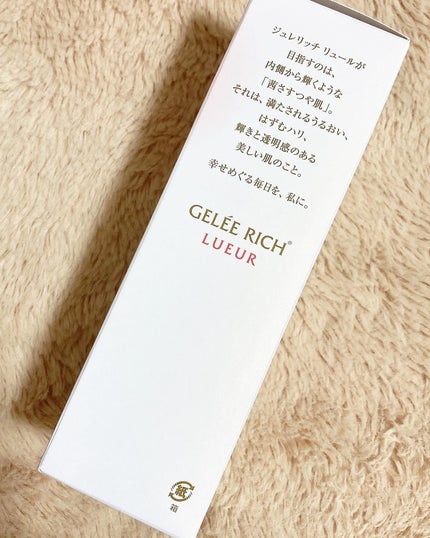 ジュレリッチ リュールが
目指すのは、
内側から輝くような
「茜さすつや肌」。
それは、満たされるうるおい、
はずむハリ、
輝きと透明感のある
美しい肌のこと。
幸せめぐる毎日を、私に。
GELÉE RICH®
LUEUR
紙
箱